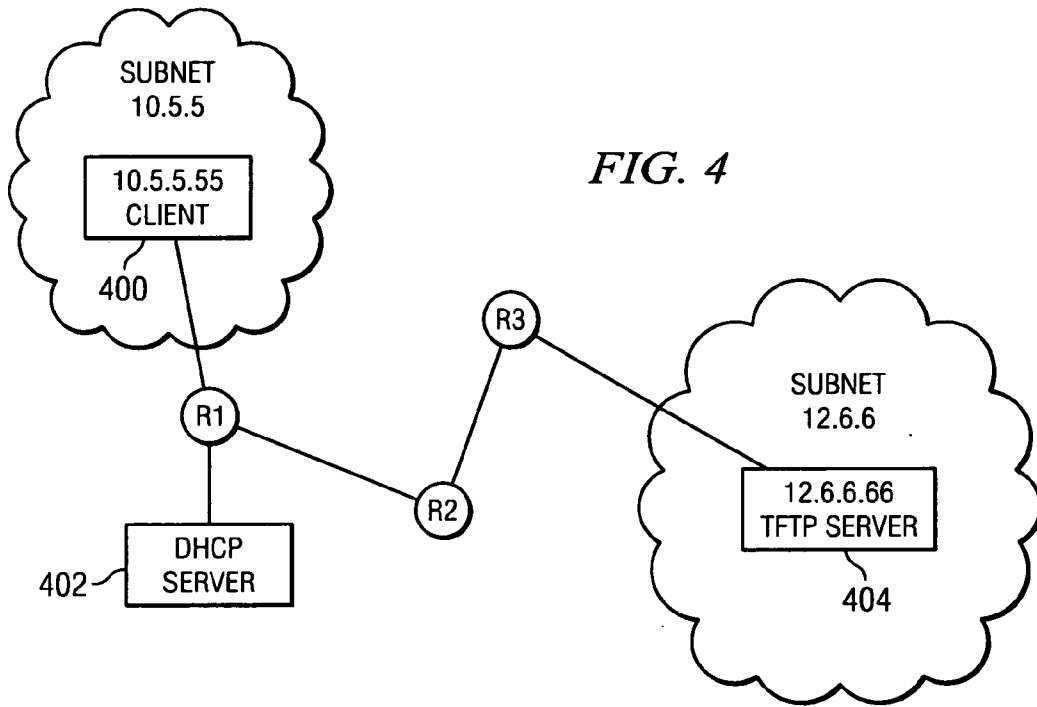 SUBNET
10.5.5
10.5.5.55
CLIENT
400
FIG. 4
R3
R1
R2
SUBNET
12.6.6
12.6.6.66
TFTP SERVER
404
DHCP
SERVER
402